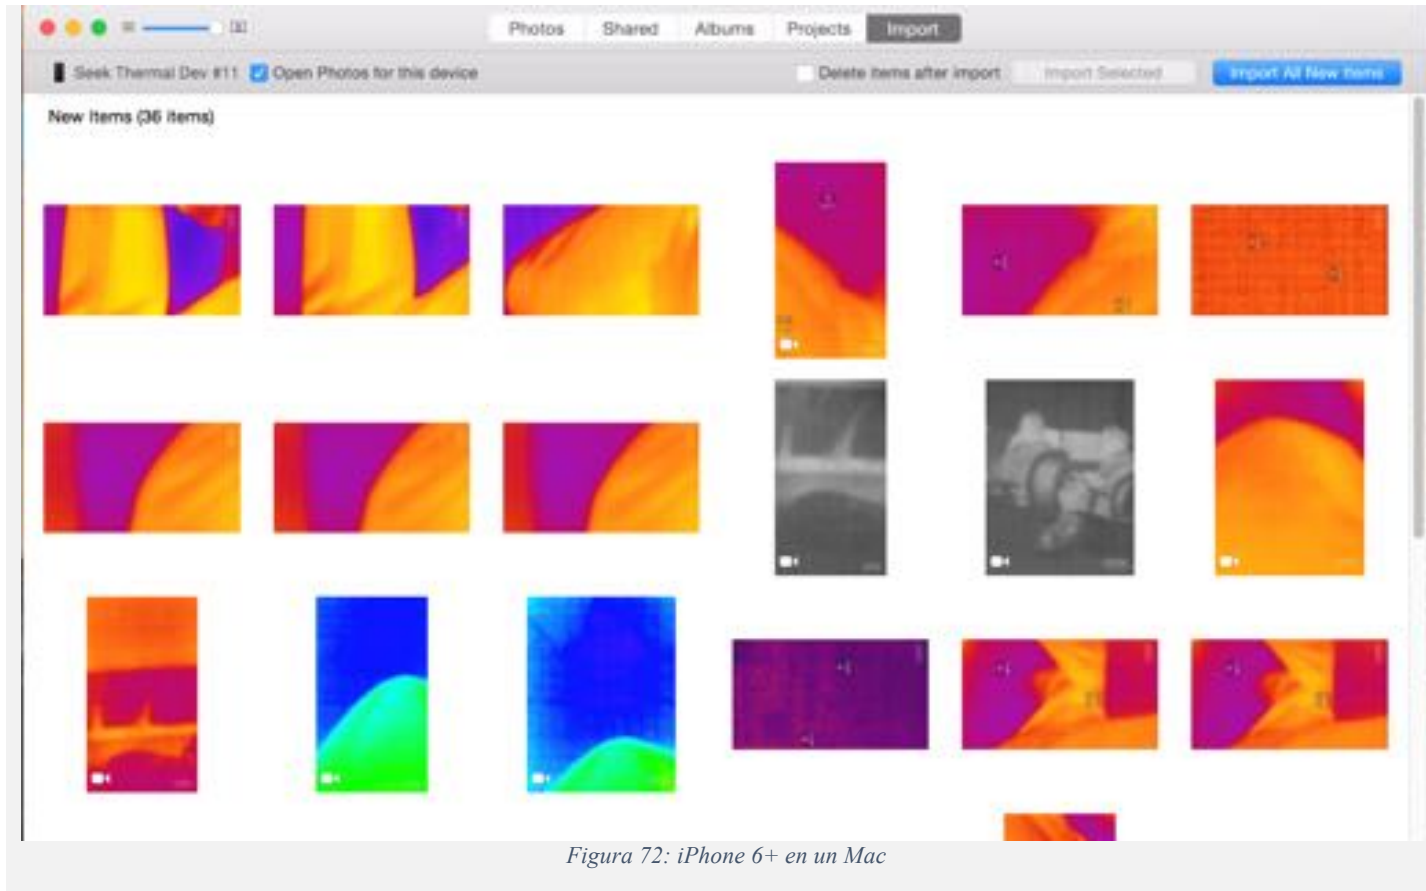 Photos Shared Albums Projects Import
Seek Thermal Dev #11 Open Photos for this device Delete items after import Import Selected Import All New Items
New Items (36 items)
Figura 72: iPhone 6+ en un Mac